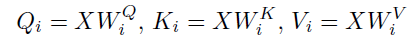 Q_i = XW_i^Q, K_i = XW_i^K, V_i = XW_i^V